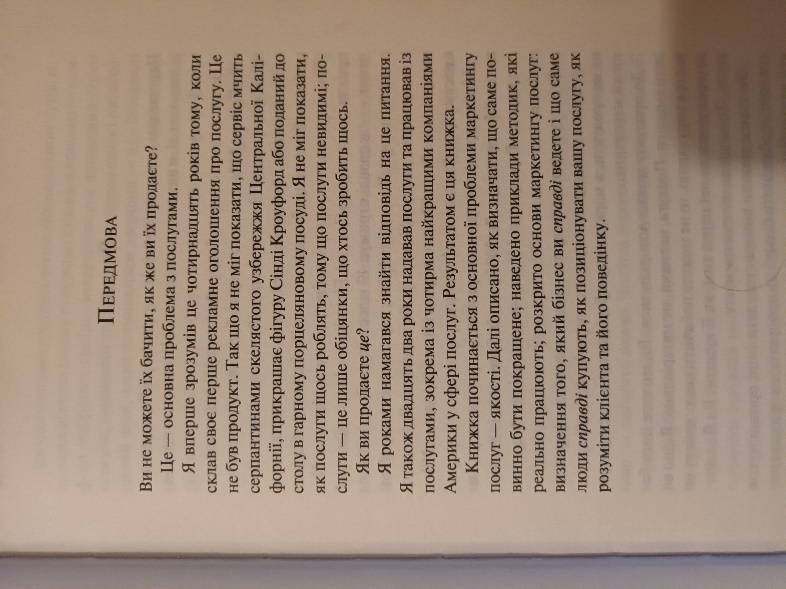 ПЕРЕДМОВА
Ви не можете їх бачити, як же ви їх продаєте?
Це — основна проблема з послугами.
Я вперше зрозумів це чотирнадцять років тому, коли
склав своє перше рекламне оголошення про послугу. Це
не був продукт. Так що я не міг показати, що сервіс мчить
серпантинами скелястого узбережжя Центральної Калі-
форнії, прикрашає фігуру Сінді Кроуфорд або поданий до
столу в гарному порцеляновому посуді. Я не міг показати,
як послуги щось роблять, тому що послуги невидимі; по-
слуги — це лише обіцянки, що хтось зробить щось.
Як ви продаєте це?
Я роками намагався знайти відповідь на це питання.
Я також двадцять два роки надавав послуги та працював із
послугами, зокрема із чотирма найкращими компаніями
Америки у сфері послуг. Результатом є ця книжка.
Книжка починається з основної проблеми маркетингу
послуг — якості. Далі описано, як визначати, що саме по-
винно бути покращене; наведено приклади методик, які
реально працюють; розкрито основи маркетингу послуг:
визначення того, який бізнес ви справді ведете і що саме
люди справді купують, як позиціонувати вашу послугу, як
розуміти клієнта та його поведінку.